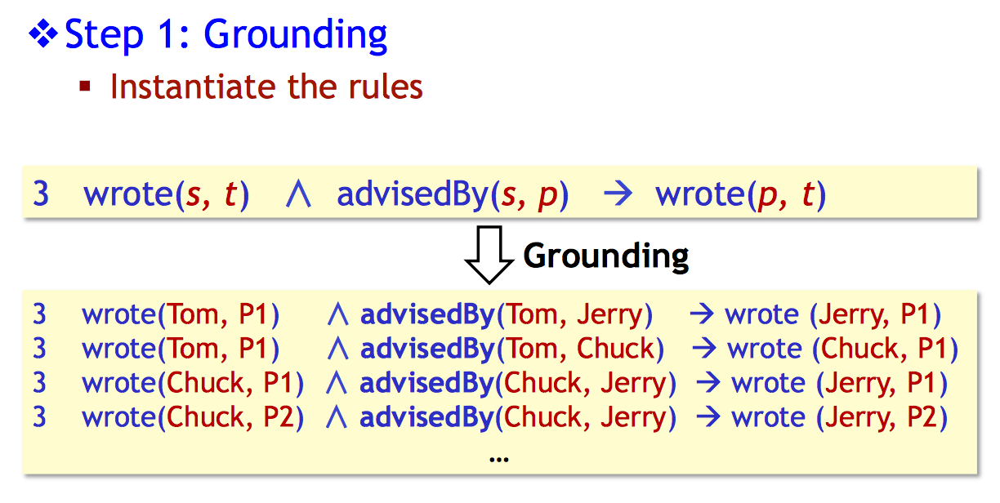 ❖Step 1: Grounding
▪ Instantiate the rules
3 wrote(s, t) ∧ advisedBy(s, p) → wrote(p, t)
Grounding
3 wrote(Tom, P1) ∧ advisedBy(Tom, Jerry) → wrote (Jerry, P1)
3 wrote(Tom, P1) ∧ advisedBy(Tom, Chuck) → wrote (Chuck, P1)
3 wrote(Chuck, P1) ∧ advisedBy(Chuck, Jerry) → wrote (Jerry, P1)
3 wrote(Chuck, P2) ∧ advisedBy(Chuck, Jerry) → wrote (Jerry, P2)
...